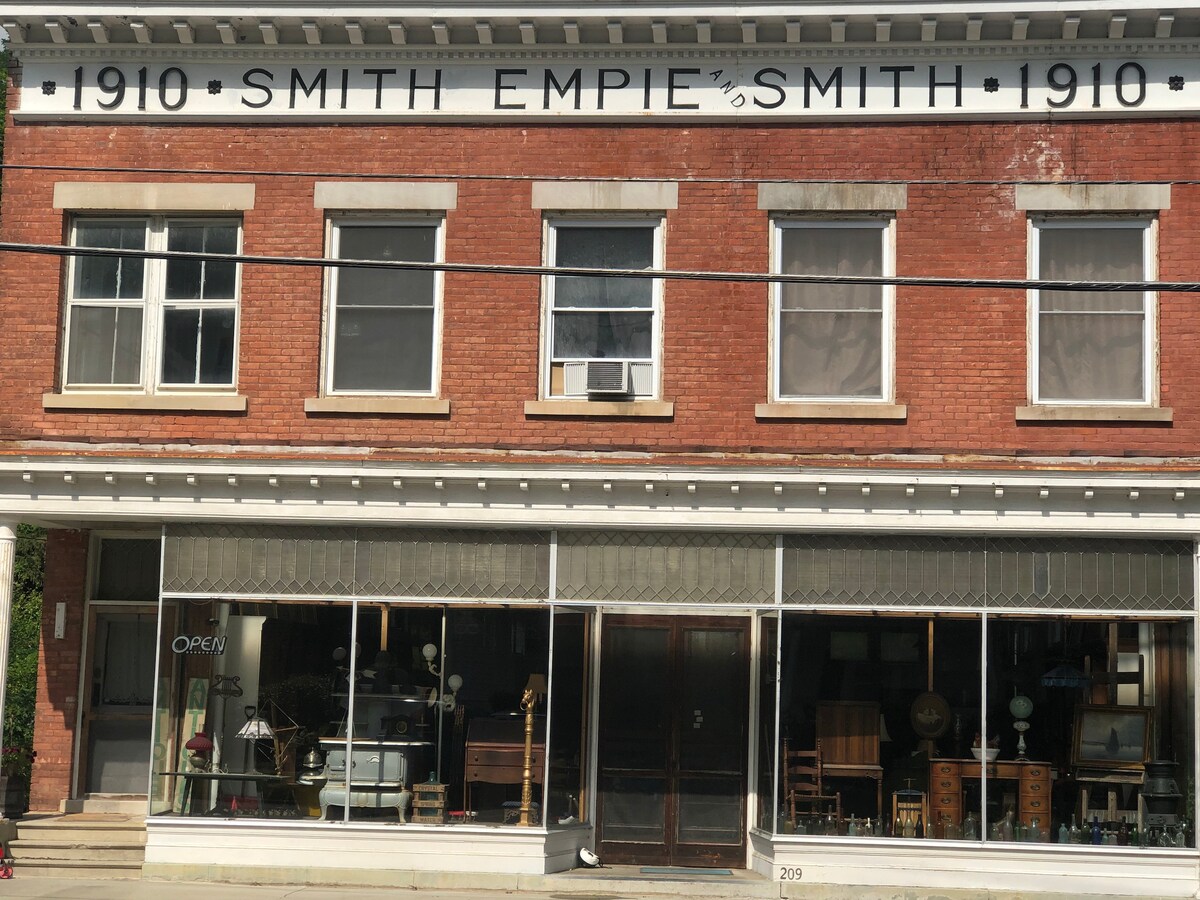 1910 SMITH EMPIE AND SMITH 1910
OPEN
209